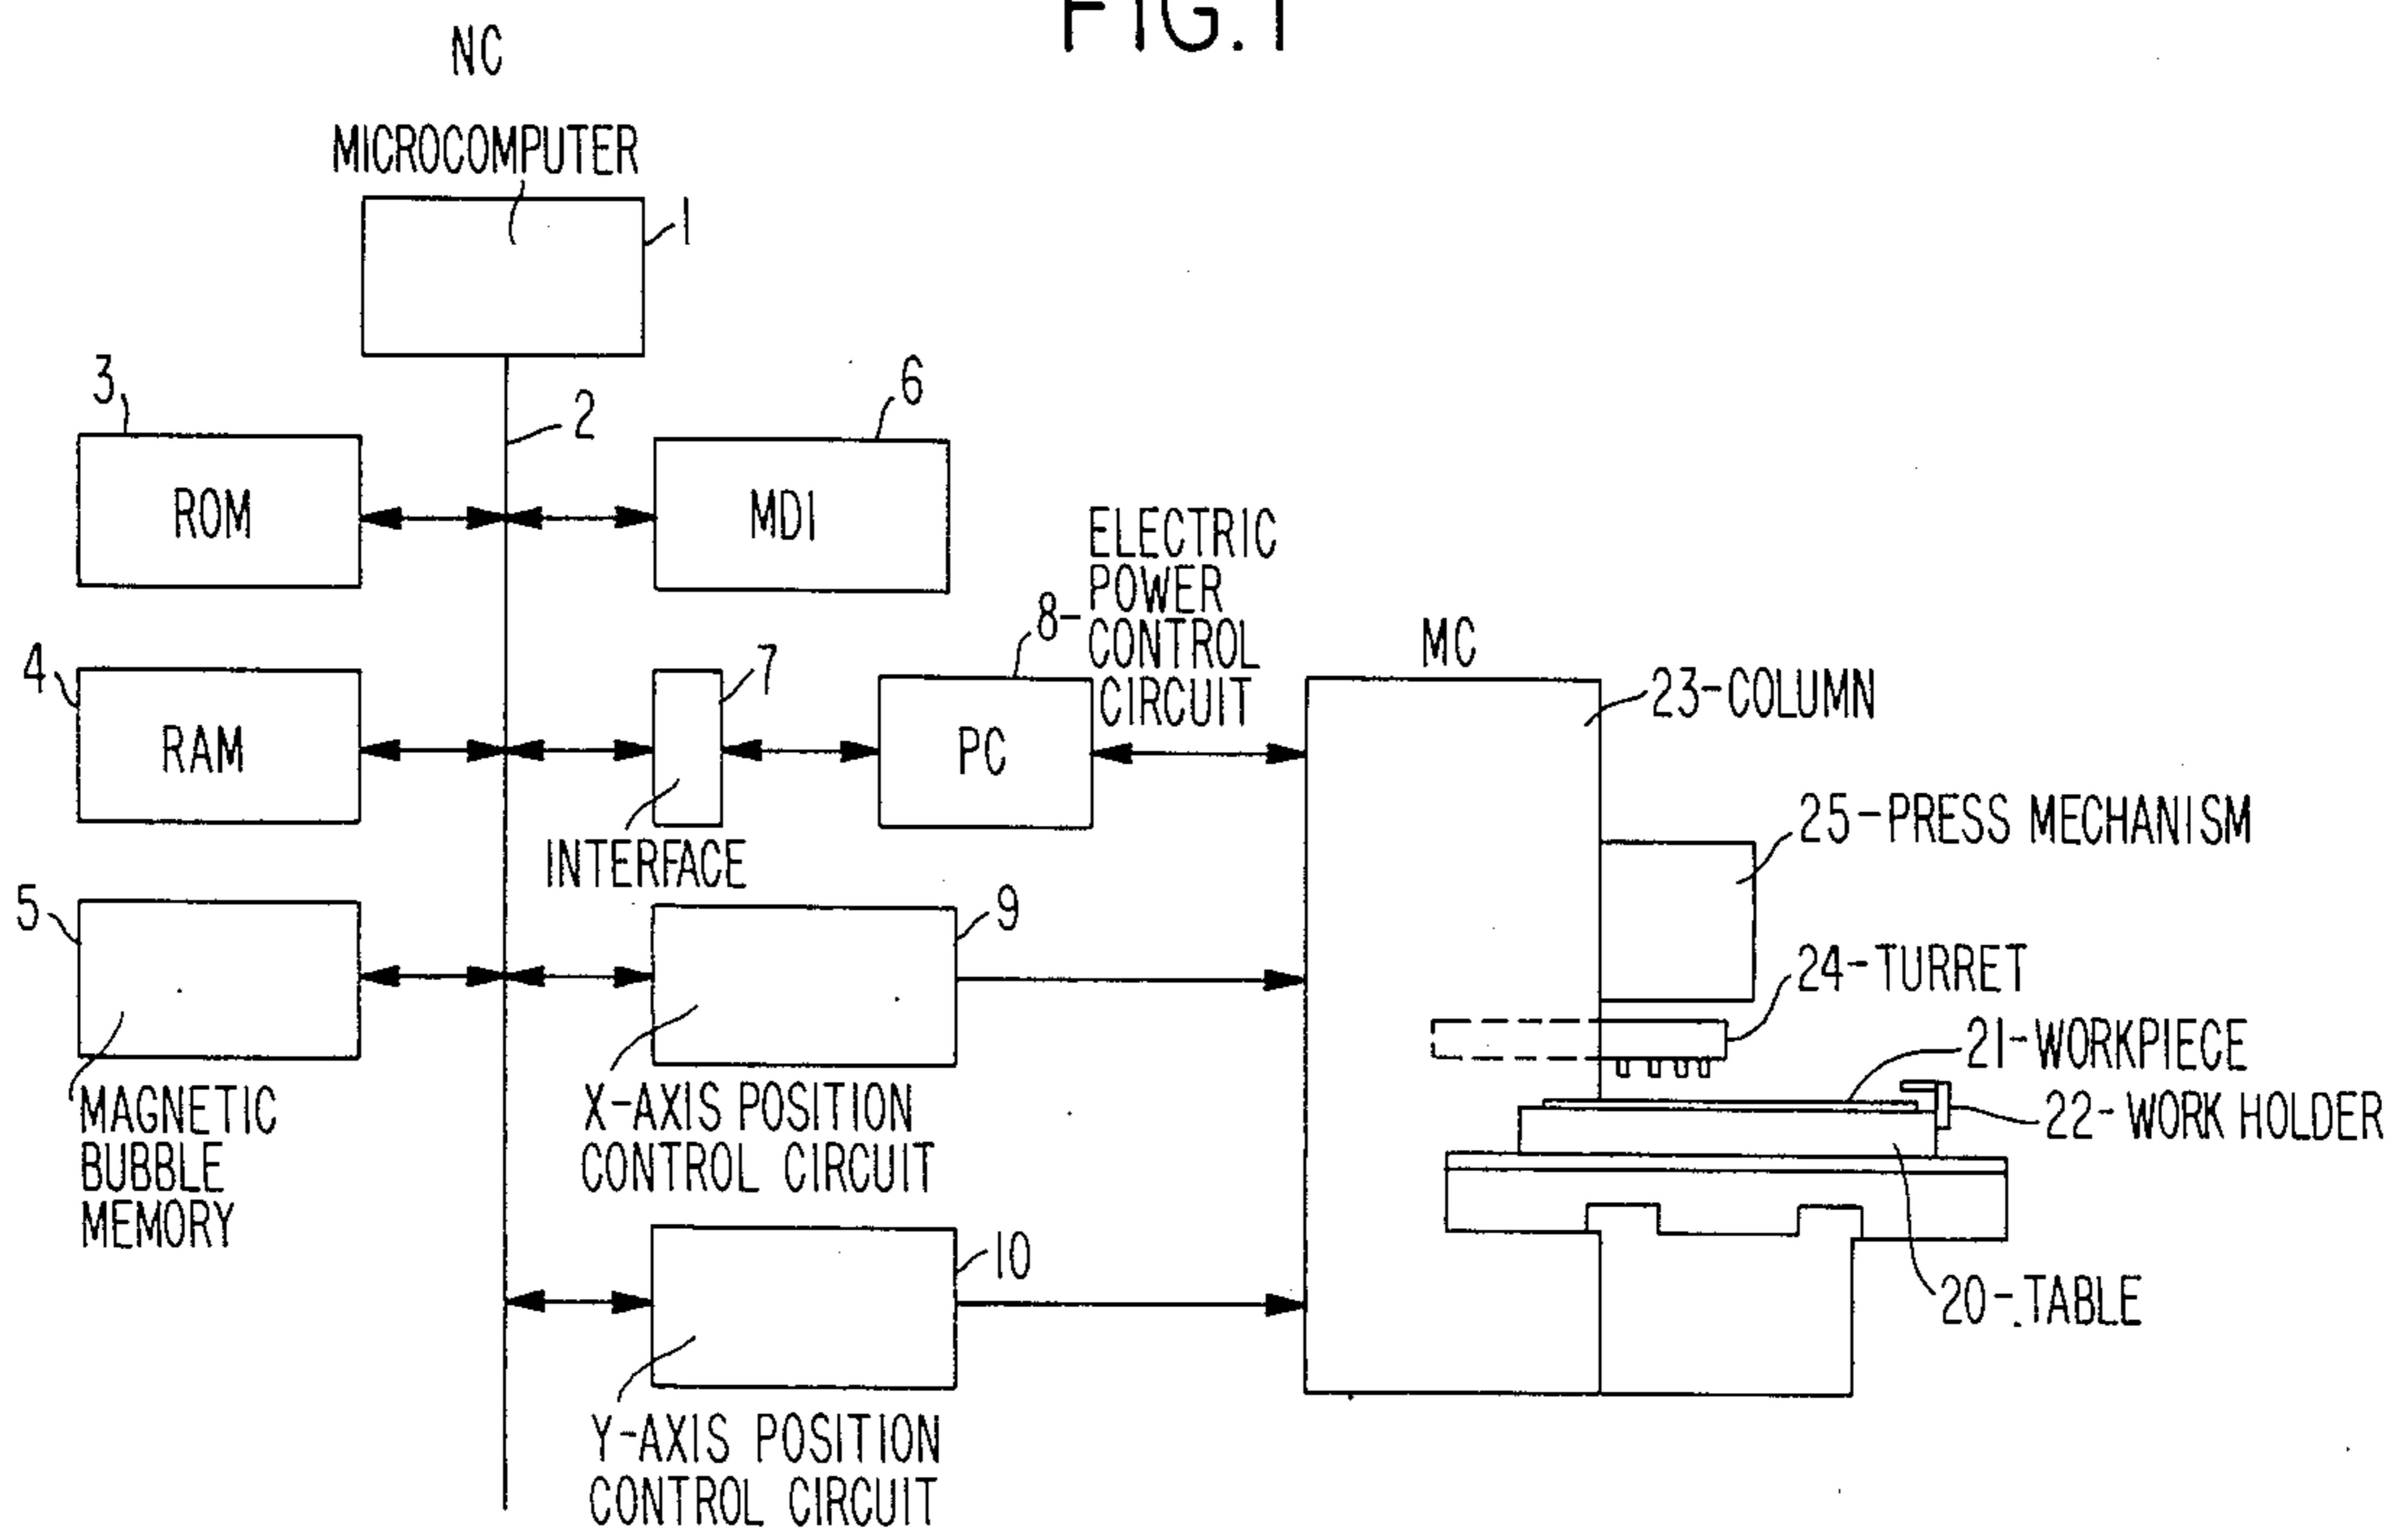 FIG.1
NC
MICROCOMPUTER
1
3
2
6
ROM
MDI
ELECTRIC
POWER
8-CONTROL
CIRCUIT
4
7
RAM
PC
INTERFACE
MC
23-COLUMN
25-PRESS MECHANISM
5
9
24-TURRET
21-WORKPIECE
22-WORK HOLDER
MAGNETIC
BUBBLE
MEMORY
X-AXIS POSITION
CONTROL CIRCUIT
10
20-TABLE
Y-AXIS POSITION
CONTROL CIRCUIT